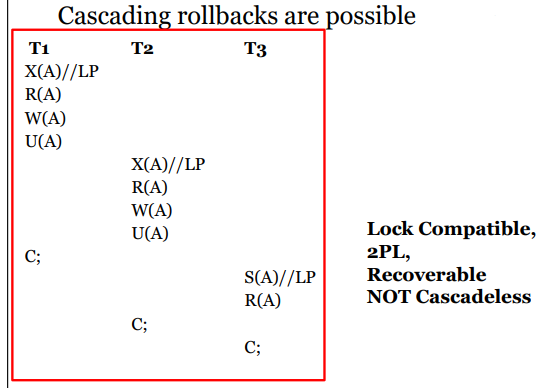 Cascading rollbacks are possible
T1 T2 T3
X(A)//LP
R(A)
W(A)
U(A)
X(A)//LP
R(A)
W(A)
U(A)
C;
S(A)//LP
R(A)
C;
C;
Lock Compatible,
2PL,
Recoverable
NOT Cascadeless